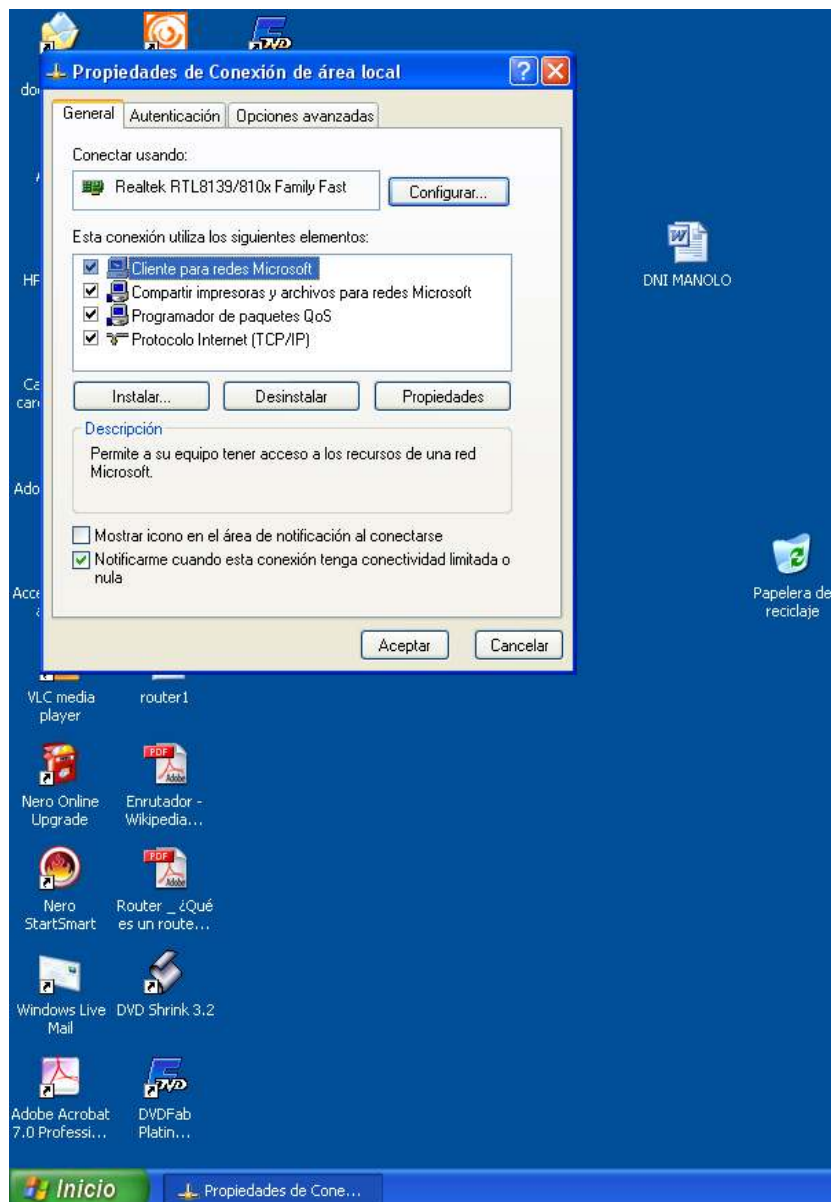 DVD
Propiedades de Conexión de área local
General
Autenticación
Opciones avanzadas
Conectar usando:
Realtek RTL8139/810x Family Fast
Configurar...
Esta conexión utiliza los siguientes elementos:
Cliente para redes Microsoft
Compartir impresoras y archivos para redes Microsoft
Programador de paquetes QoS
Protocolo Internet (TCP/IP)
Instalar...
Desinstalar
Propiedades
Descripción
Permite a su equipo tener acceso a los recursos de una red
Microsoft.
Mostrar icono en el área de notificación al conectarse
Notificarme cuando esta conexión tenga conectividad limitada o
nula
Aceptar
Cancelar
DNI MANOLO
Papelera de
reciclaje
VLC media
player
router1
Nero Online
Upgrade
PDF
Adobe
Enrutador -
Wikipedia...
Nero
StartSmart
PDF
Adobe
Router _ ¿Qué
es un route...
Windows Live
Mail
DVD Shrink 3.2
Adobe Acrobat
7.0 Professi...
DVD
DVDFab
Platin...
Inicio
Propiedades de Cone...